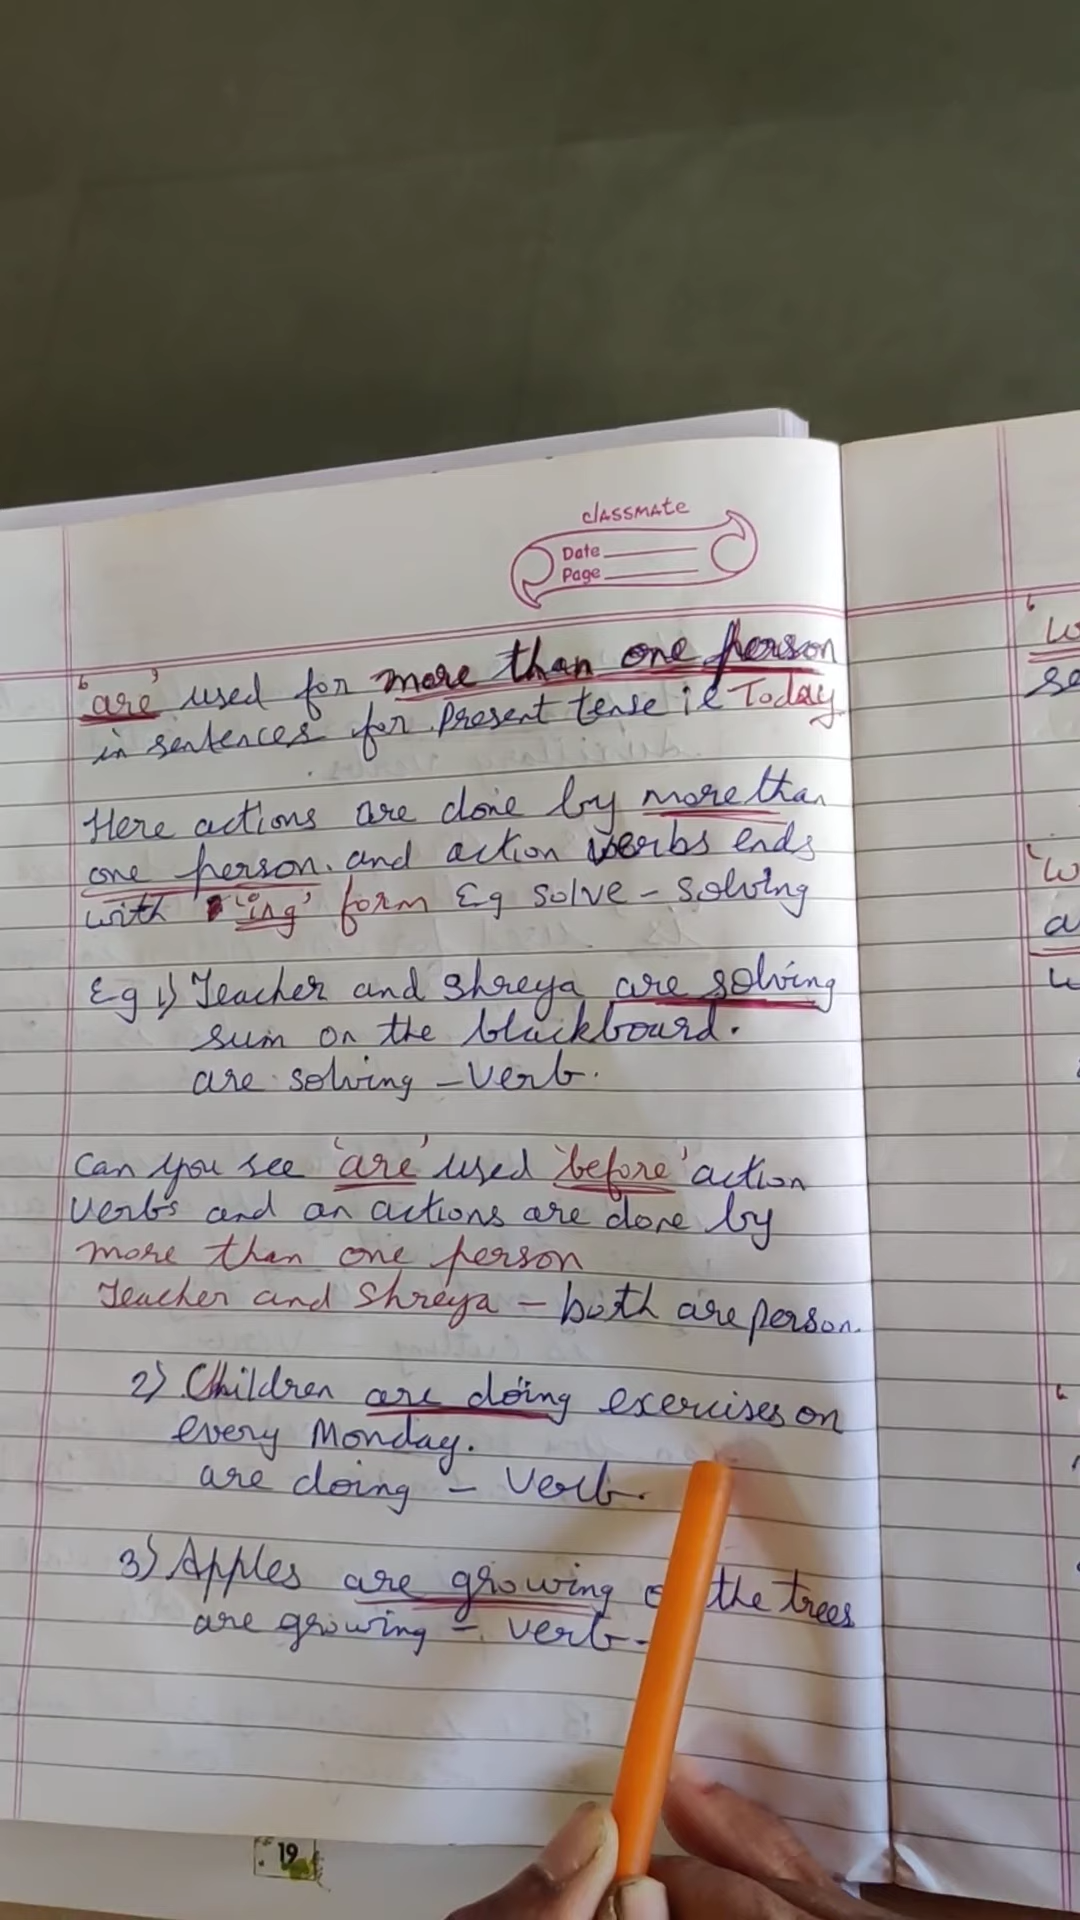 classmate
Date
Page
'are' used for more than one person
in sentences for Present tense ie Today
Here actions are done by more than
one person. and action verbs ends
with 'ing' form Eg solve - solving
Eg 1) Teacher and Shreya are solving
sum on the blackboard.
are solving - Verb.
Can you see 'are' used 'before' action
verbs and an actions are done by
more than one person
Teacher and Shreya - both are person.
2) Children are doing exercises on
every Monday.
are doing - Verb.
3) Apples are growing the trees
are growing - verb-
19